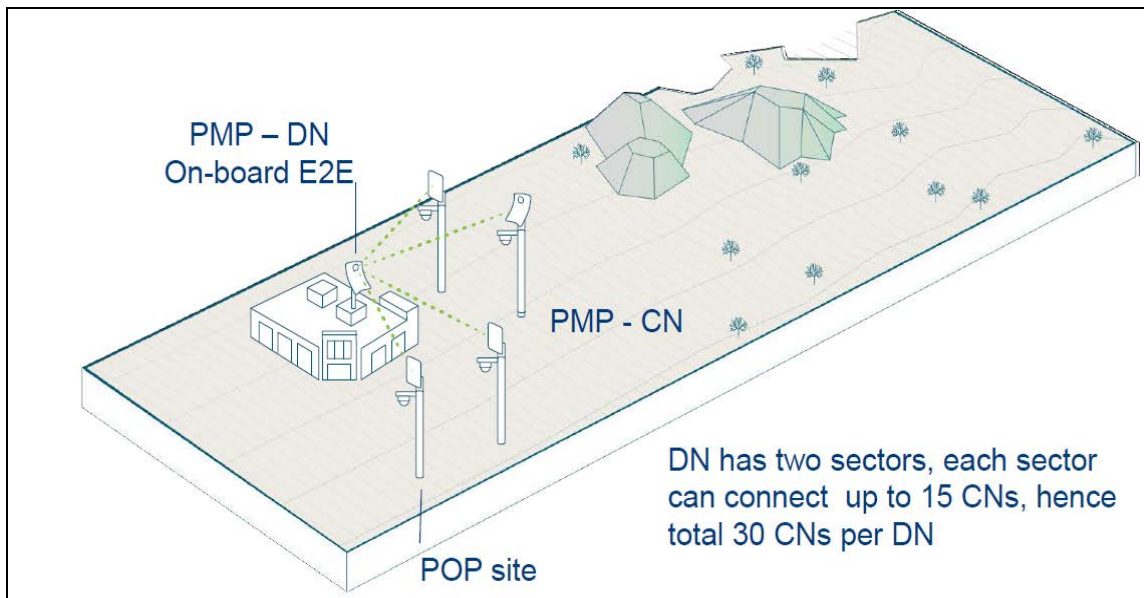 PMP – DN
On-board E2E
PMP - CN
DN has two sectors, each sector
can connect up to 15 CNs, hence
total 30 CNs per DN
POP site